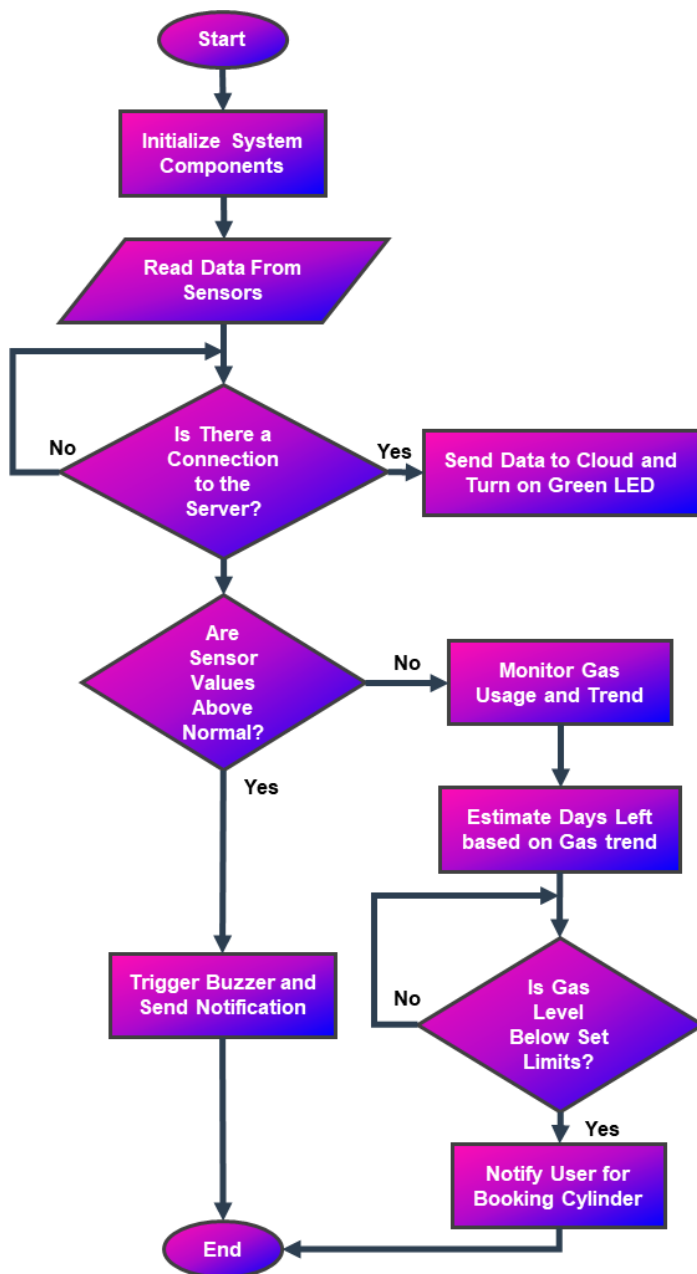 Start
Initialize System
Components
Read Data From
Sensors
Is There a
Connection
to the
Server?
No
Yes
Send Data to Cloud and
Turn on Green LED
Are
Sensor
Values
Above
Normal?
No
Monitor Gas
Usage and Trend
Yes
Estimate Days Left
based on Gas trend
Trigger Buzzer and
Send Notification
Is Gas
Level
Below Set
Limits?
No
Yes
Notify User for
Booking Cylinder
End